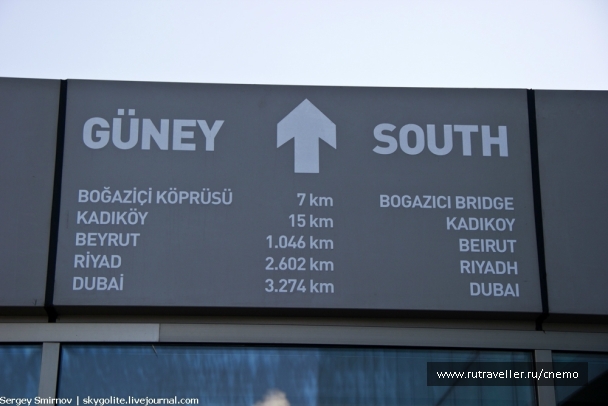 GÜNEY SOUTH
BOĞAZİÇİ KÖPRÜSÜ 7 km BOGAZICI BRIDGE
KADIKÖY 15 km KADIKOY
BEYRUT 1.046 km BEIRUT
RİYAD 2.602 km RIYADH
DUBAİ 3.274 km DUBAI
www.rutraveller.ru/cnemo
Sergey Smirnov | skygolite.livejournal.com